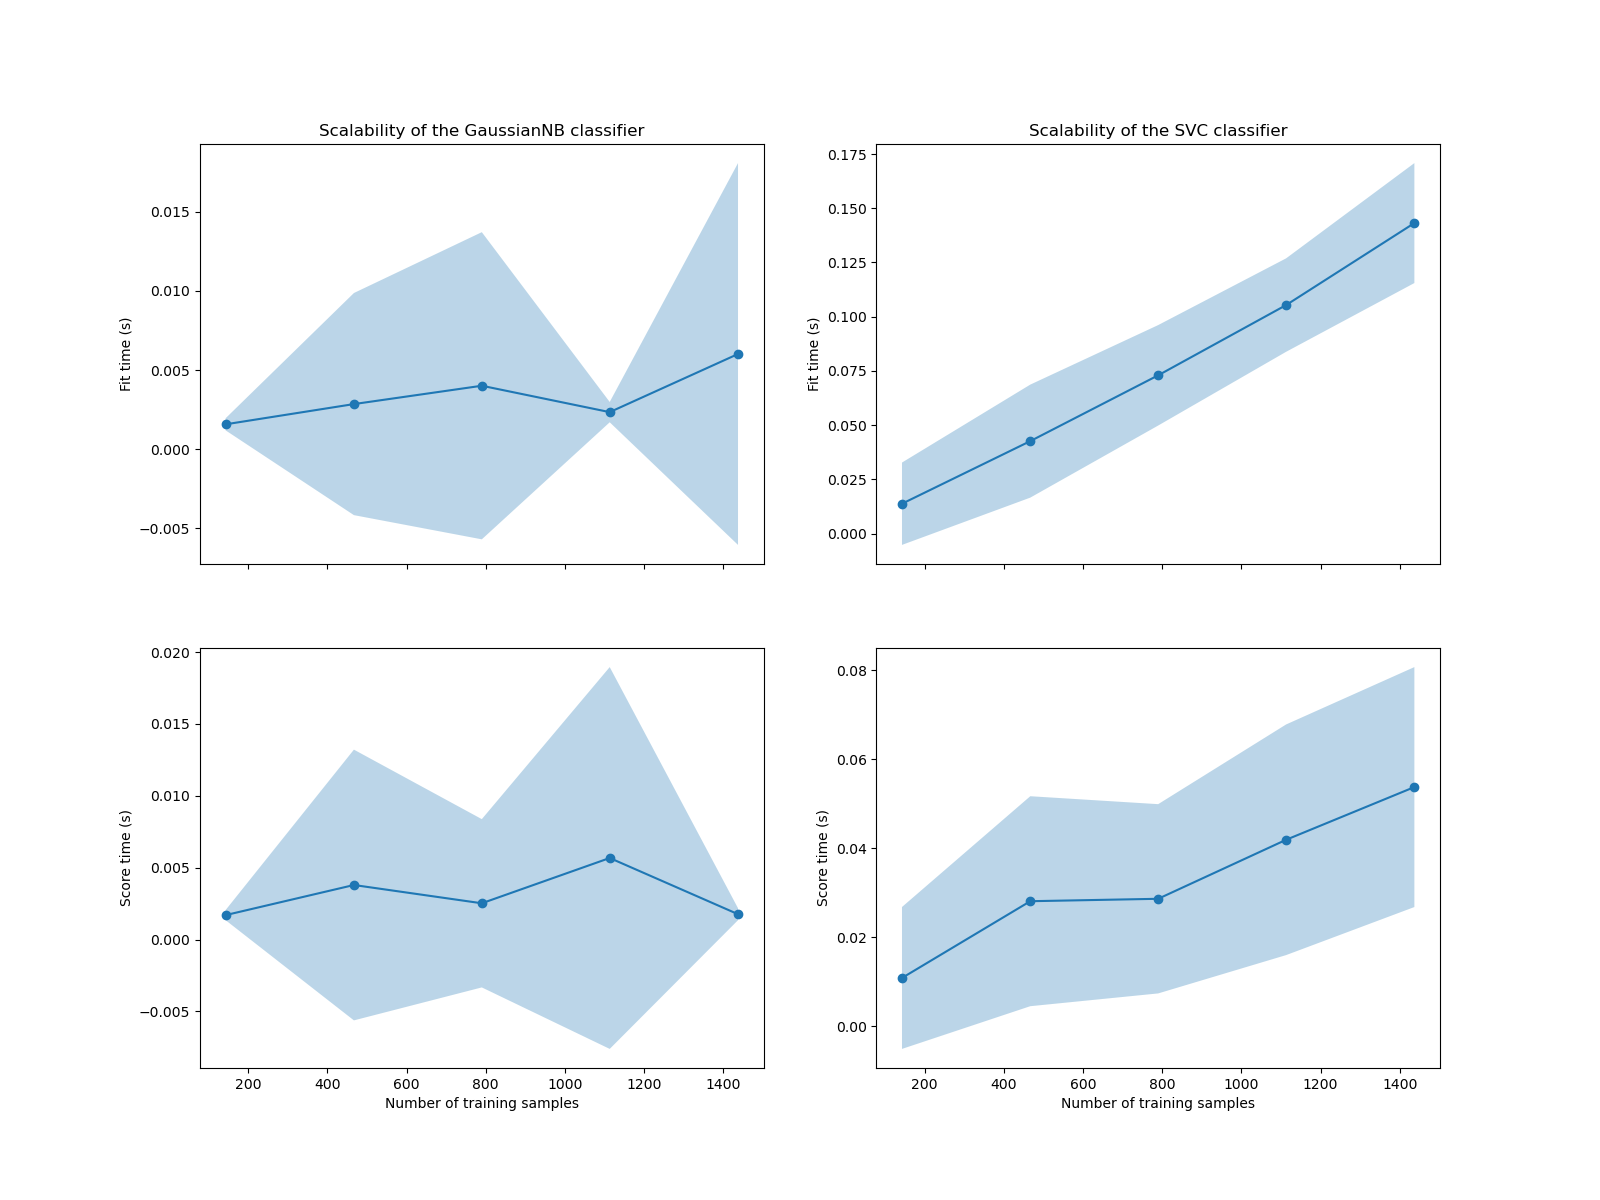 Scalability of the GaussianNB classifier
0.015
0.010
0.005
0.000
−0.005
Fit time (s)
Scalability of the SVC classifier
0.175
0.150
0.125
0.100
0.075
0.050
0.025
0.000
Fit time (s)
0.020
0.015
0.010
0.005
0.000
−0.005
Score time (s)
200 400 600 800 1000 1200 1400
Number of training samples
0.08
0.06
0.04
0.02
0.00
Score time (s)
200 400 600 800 1000 1200 1400
Number of training samples